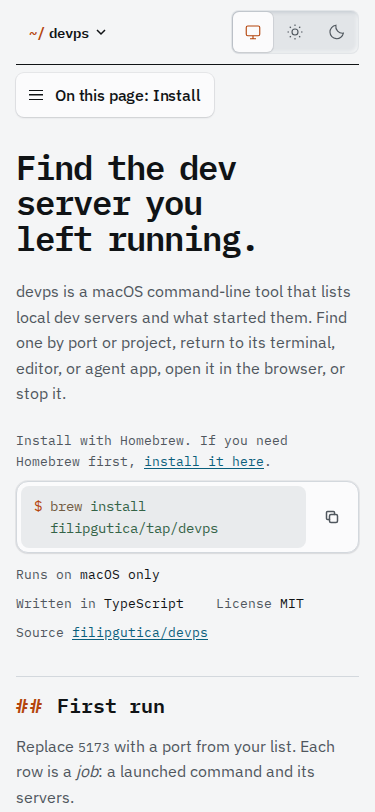 ~/ devps
On this page: Install
Find the dev
server you
left running.
devps is a macOS command-line tool that lists
local dev servers and what started them. Find
one by port or project, return to its terminal,
editor, or agent app, open it in the browser, or
stop it.
Install with Homebrew. If you need
Homebrew first, install it here.
$ brew install
filipgutica/tap/devps
Runs on macOS only
Written in TypeScript License MIT
Source filipgutica/devps
## First run
Replace 5173 with a port from your list. Each
row is a job: a launched command and its
servers.